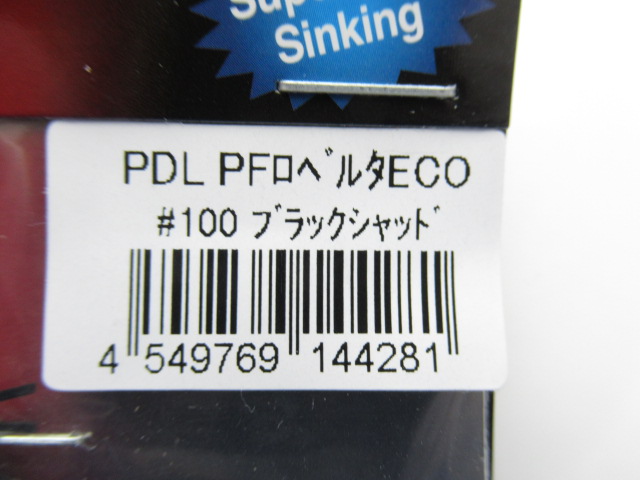 Sinking
PDL PFﾛﾍﾞﾙﾀECO
#100 ﾌﾞﾗｯｸｼｬｯﾄﾞ
4 549769 144281